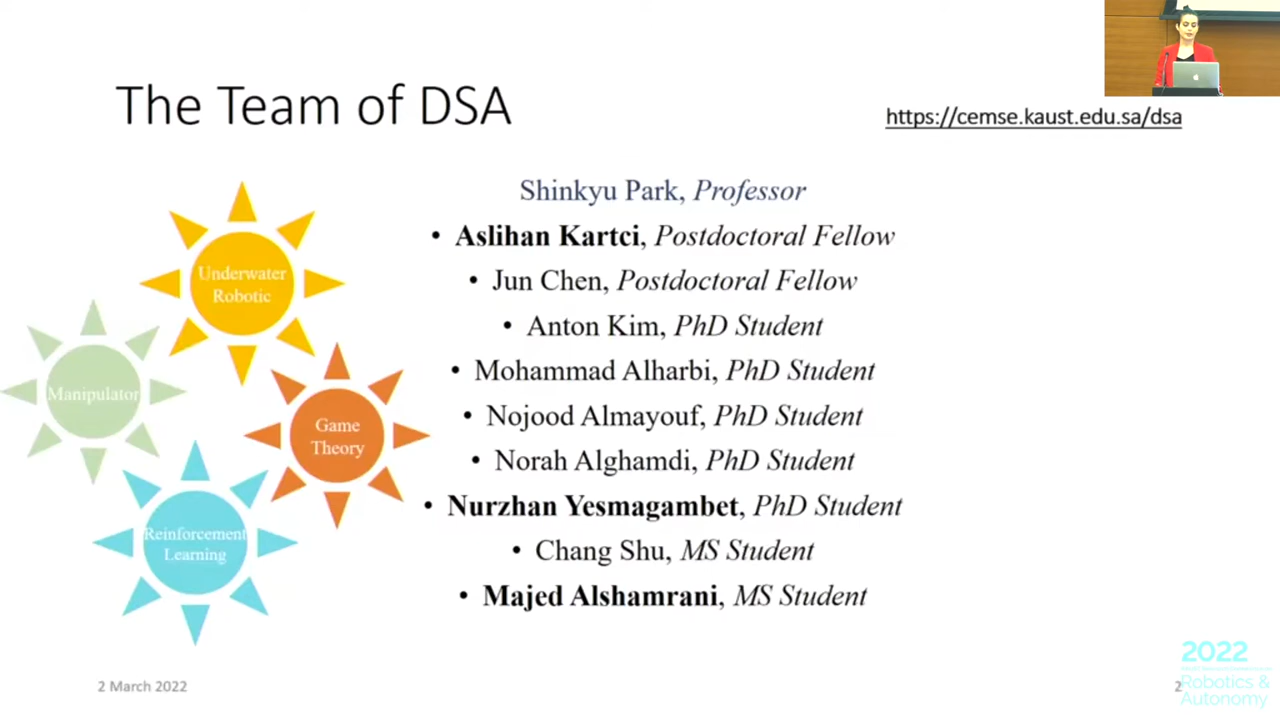 The Team of DSA
https://cemse.kaust.edu.sa/dsa
Underwater
Robotic
Manipulator
Game
Theory
Reinforcement
Learning
Shinkyu Park, Professor
• Aslihan Kartci, Postdoctoral Fellow
• Jun Chen, Postdoctoral Fellow
• Anton Kim, PhD Student
• Mohammad Alharbi, PhD Student
• Nojood Almayouf, PhD Student
• Norah Alghamdi, PhD Student
• Nurzhan Yesmagambet, PhD Student
• Chang Shu, MS Student
• Majed Alshamrani, MS Student
2 March 2022
2
2022
Robotics &
Autonomy